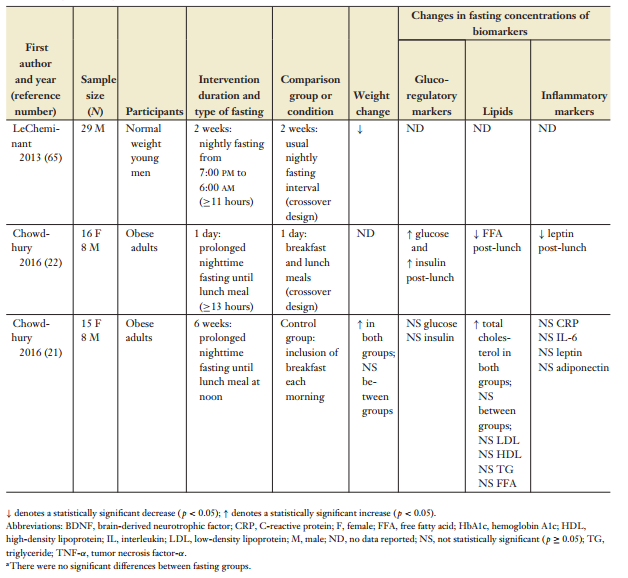 Changes in fasting concentrations of
biomarkers
First
author
and year
(reference
number)
Sample
size
(N)
Participants
Intervention
duration and
type of fasting
Comparison
group or
condition
Weight
change
Gluco-
regulatory
markers
Lipids
Inflammatory
markers
LeChemi-
nant
2013 (65)
29 M
Normal
weight
young
men
2 weeks:
nightly fasting
from
7:00 PM to
6:00 AM
(≥11 hours)
2 weeks:
usual
nightly
fasting
interval
(crossover
design)
↓
ND
ND
ND
Chowd-
hury
2016 (22)
16 F
8 M
Obese
adults
1 day:
prolonged
nighttime
fasting until
lunch meal
(≥13 hours)
1 day:
breakfast
and lunch
meals
(crossover
design)
ND
↑ glucose
and
↑ insulin
post-lunch
↓ FFA
post-lunch
↓ leptin
post-lunch
Chowd-
hury
2016 (21)
15 F
8 M
Obese
adults
6 weeks:
prolonged
nighttime
fasting until
lunch meal at
noon
Control
group:
inclusion of
breakfast
each
morning
↑ in
both
groups;
NS
be-
tween
groups
NS glucose
NS insulin
↑ total
choles-
terol in
both
groups;
NS
between
groups;
NS LDL
NS HDL
NS TG
NS FFA
NS CRP
NS IL-6
NS leptin
NS adiponectin
↓ denotes a statistically significant decrease (p < 0.05); ↑ denotes a statistically significant increase (p < 0.05).
Abbreviations: BDNF, brain-derived neurotrophic factor; CRP, C-reactive protein; F, female; FFA, free fatty acid; HbA1c, hemoglobin A1c; HDL,
high-density lipoprotein; IL, interleukin; LDL, low-density lipoprotein; M, male; ND, no data reported; NS, not statistically significant (p ≥ 0.05); TG,
triglyceride; TNF-α, tumor necrosis factor-α.
ᵃThere were no significant differences between fasting groups.